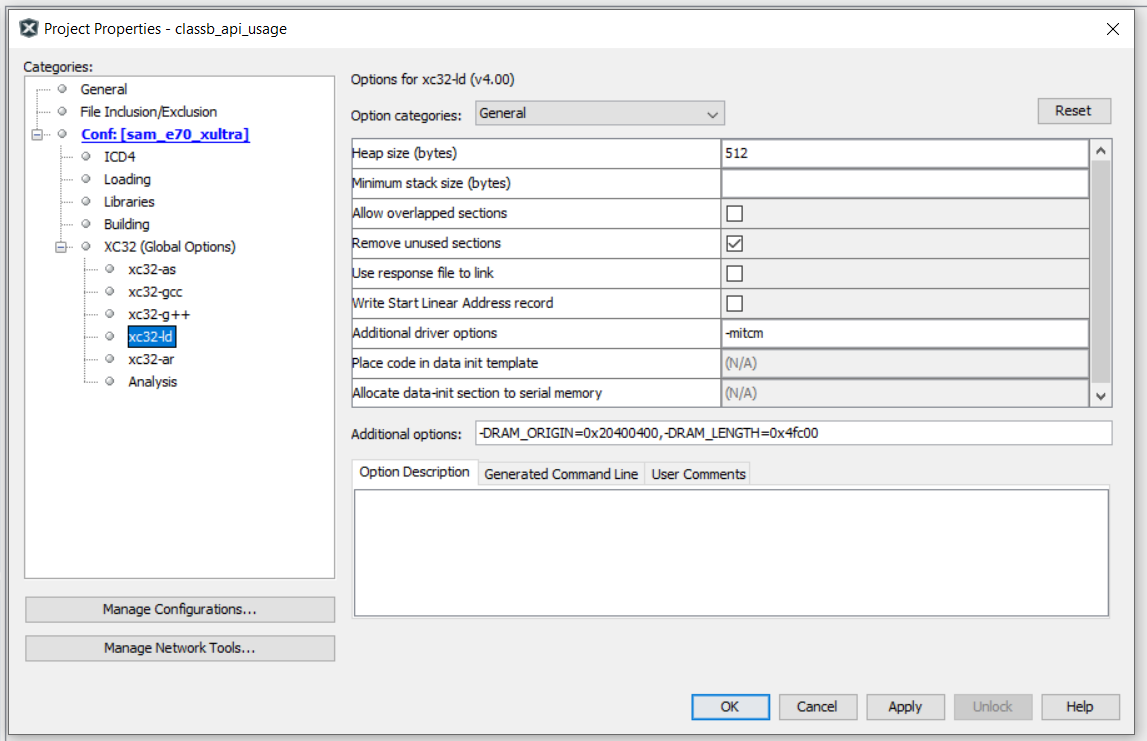 Project Properties - classb_api_usage
Categories:
General
File Inclusion/Exclusion
Conf: [sam_e70_xultra]
ICD4
Loading
Libraries
Building
XC32 (Global Options)
xc32-as
xc32-gcc
xc32-g++
xc32-ld
xc32-ar
Analysis
Manage Configurations...
Manage Network Tools...
Options for xc32-ld (v4.00)
Option categories: General Reset
Heap size (bytes) 512
Minimum stack size (bytes)
Allow overlapped sections
Remove unused sections
Use response file to link
Write Start Linear Address record
Additional driver options -mitcm
Place code in data init template (N/A)
Allocate data-init section to serial memory (N/A)
Additional options: -DRAM_ORIGIN=0x20400400,-DRAM_LENGTH=0x4fc00
Option Description Generated Command Line User Comments
OK Cancel Apply Unlock Help